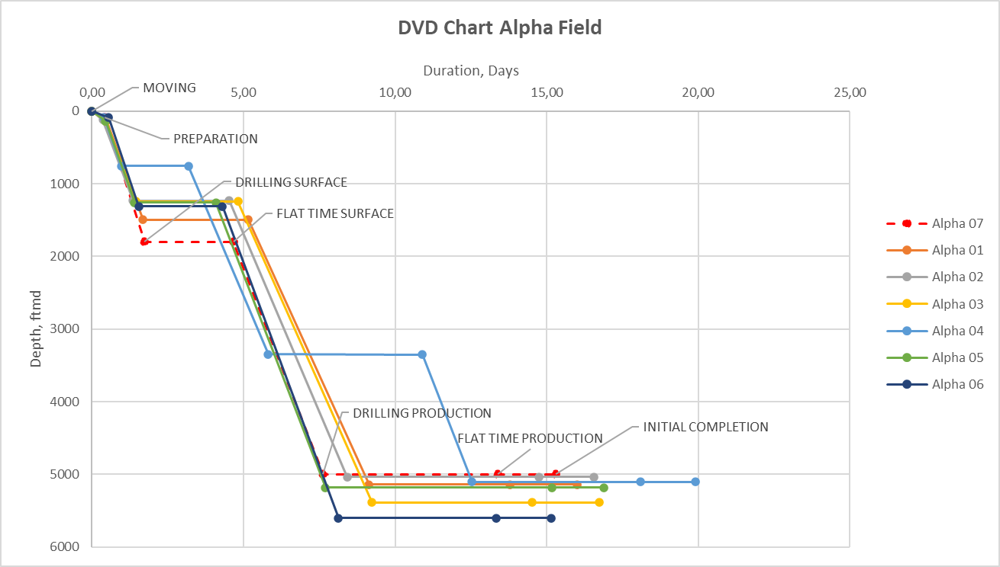 DVD Chart Alpha Field
Duration, Days
0,00 5,00 10,00 15,00 20,00 25,00
MOVING
0
PREPARATION
DRILLING SURFACE
1000
FLAT TIME SURFACE
Alpha 07
2000
Alpha 01
Alpha 02
Alpha 03
Depth, ftmd
3000
Alpha 04
Alpha 05
Alpha 06
4000
DRILLING PRODUCTION
INITIAL COMPLETION
FLAT TIME PRODUCTION
5000
6000